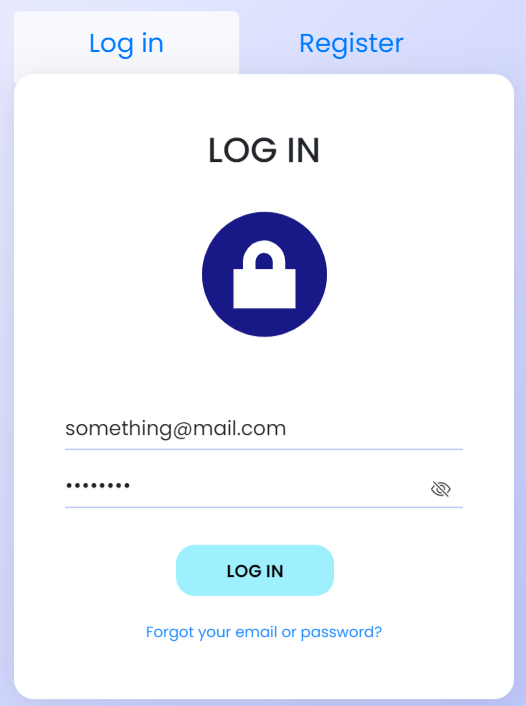 Log in
Register
LOG IN
something@mail.com
••••••••
LOG IN
Forgot your email or password?